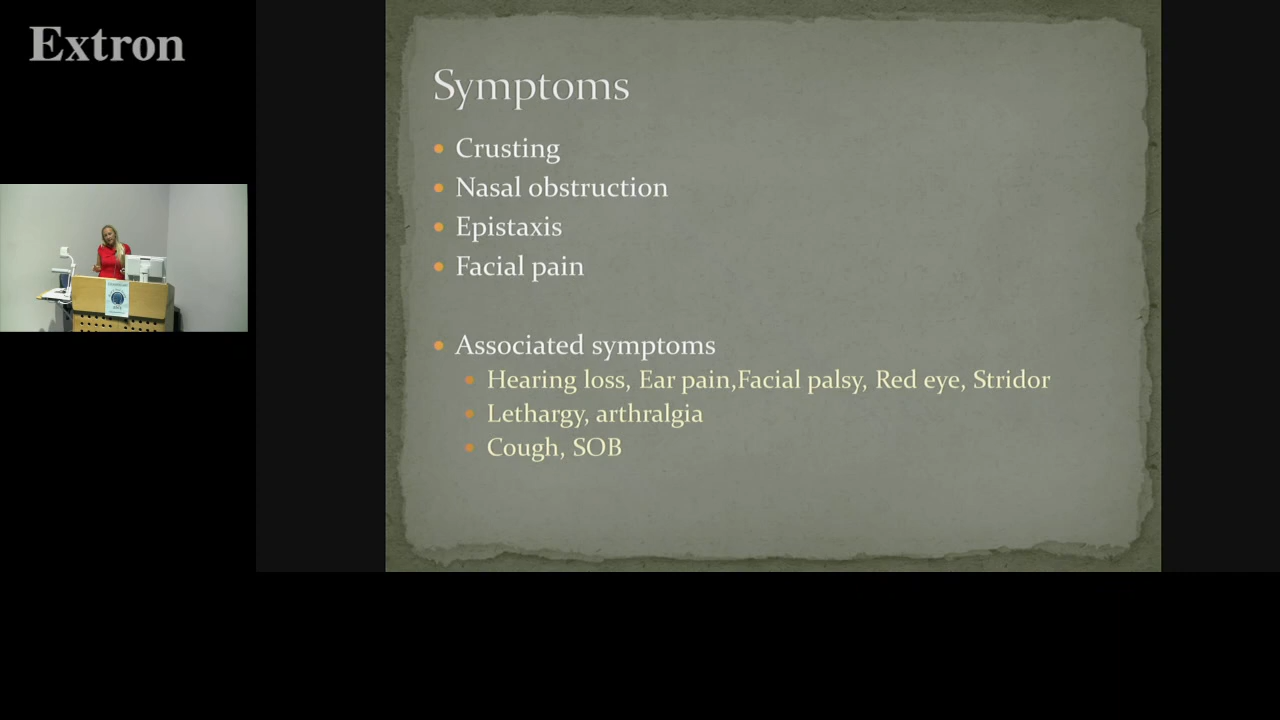 Extron
Symptoms
Crusting
Nasal obstruction
Epistaxis
Facial pain
Associated symptoms
Hearing loss, Ear pain,Facial palsy, Red eye, Stridor
Lethargy, arthralgia
Cough, SOB